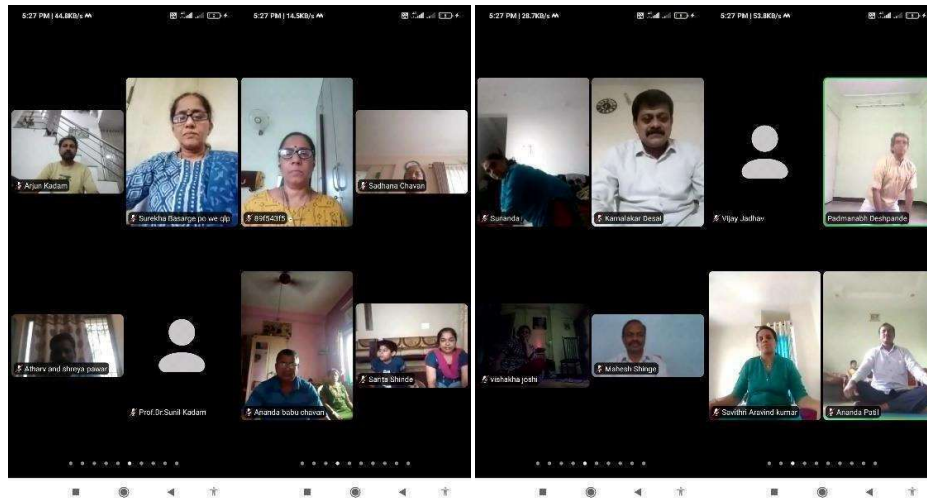 5:27 PM | 44.8KB/s
5:27 PM | 14.5KB/s
5:27 PM | 28.7KB/s
5:27 PM | 53.8KB/s
Arjun Kadam
Surekha Basarge po we qlp
89f543f5
Sadhana Chavan
Sunanda
Kamalakar Desai
Vijay Jadhav
Padmanabh Deshpande
Atharv and shreya pawar
Prof.Dr.Sunil Kadam
Ananda babu chavan
Sarita Shinde
vishakha joshi
Mahesh Shinge
Savithri Aravind kumar
Ananda Patil